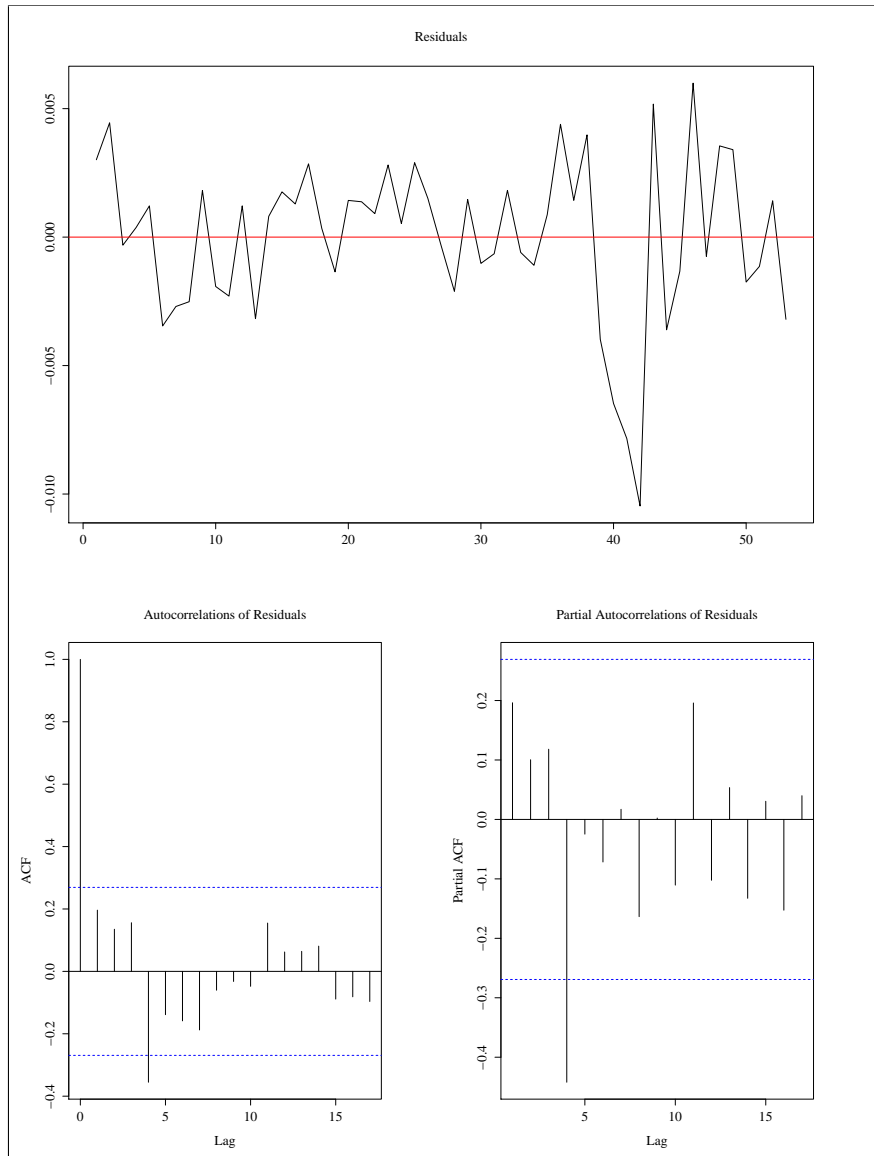 Residuals
0.005
0.000
−0.005
−0.010
0 10 20 30 40 50
Autocorrelations of Residuals
ACF
1.0
0.8
0.6
0.4
0.2
0.0
−0.2
−0.4
0 5 10 15
Lag
Partial Autocorrelations of Residuals
Partial ACF
0.2
0.1
0.0
−0.1
−0.2
−0.3
−0.4
5 10 15
Lag